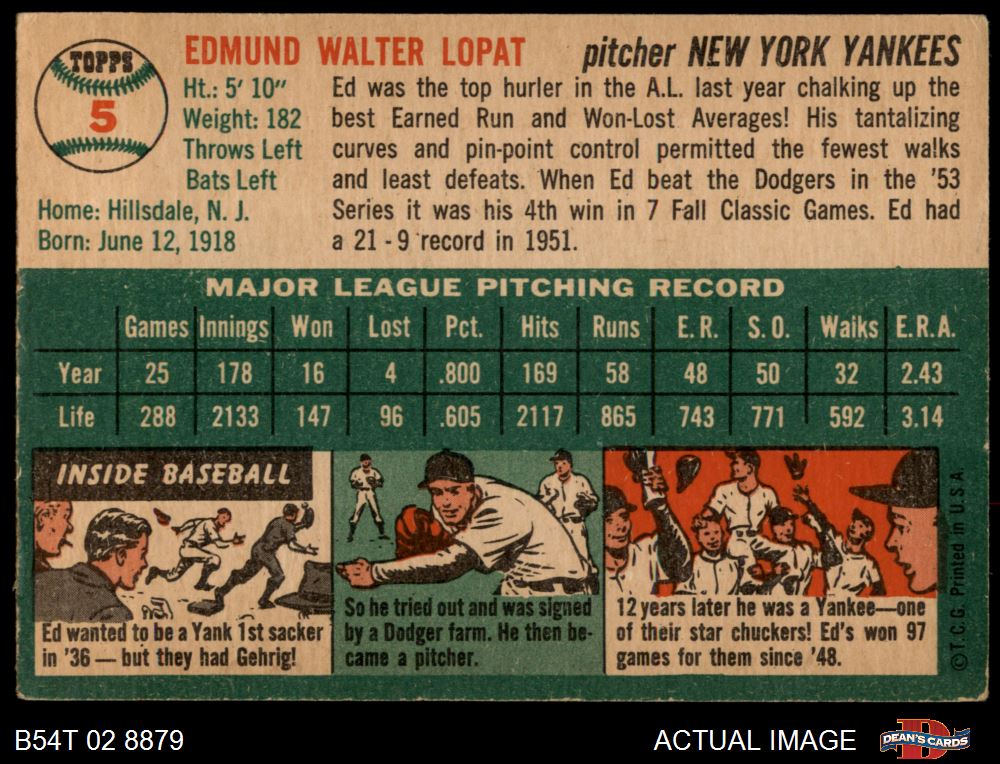 TOPPS
5
EDMUND WALTER LOPAT pitcher NEW YORK YANKEES
Ht.: 5' 10"
Weight: 182
Throws Left
Bats Left
Home: Hillsdale, N. J.
Born: June 12, 1918
Ed was the top hurler in the A.L. last year chalking up the
best Earned Run and Won-Lost Averages! His tantalizing
curves and pin-point control permitted the fewest walks
and least defeats. When Ed beat the Dodgers in the '53
Series it was his 4th win in 7 Fall Classic Games. Ed had
a 21 - 9 record in 1951.
MAJOR LEAGUE PITCHING RECORD
Games Innings Won Lost Pct. Hits Runs E. R. S. O. Walks E.R.A.
Year 25 178 16 4 .800 169 58 48 50 32 2.43
Life 288 2133 147 96 .605 2117 865 743 771 592 3.14
INSIDE BASEBALL
Ed wanted to be a Yank 1st sacker
in '36 — but they had Gehrig!
So he tried out and was signed
by a Dodger farm. He then be-
came a pitcher.
12 years later he was a Yankee—one
of their star chuckers! Ed's won 97
games for them since '48.
© T. C. G. Printed in U.S.A.
B54T 02 8879
ACTUAL IMAGE
D
DEAN'S CARDS